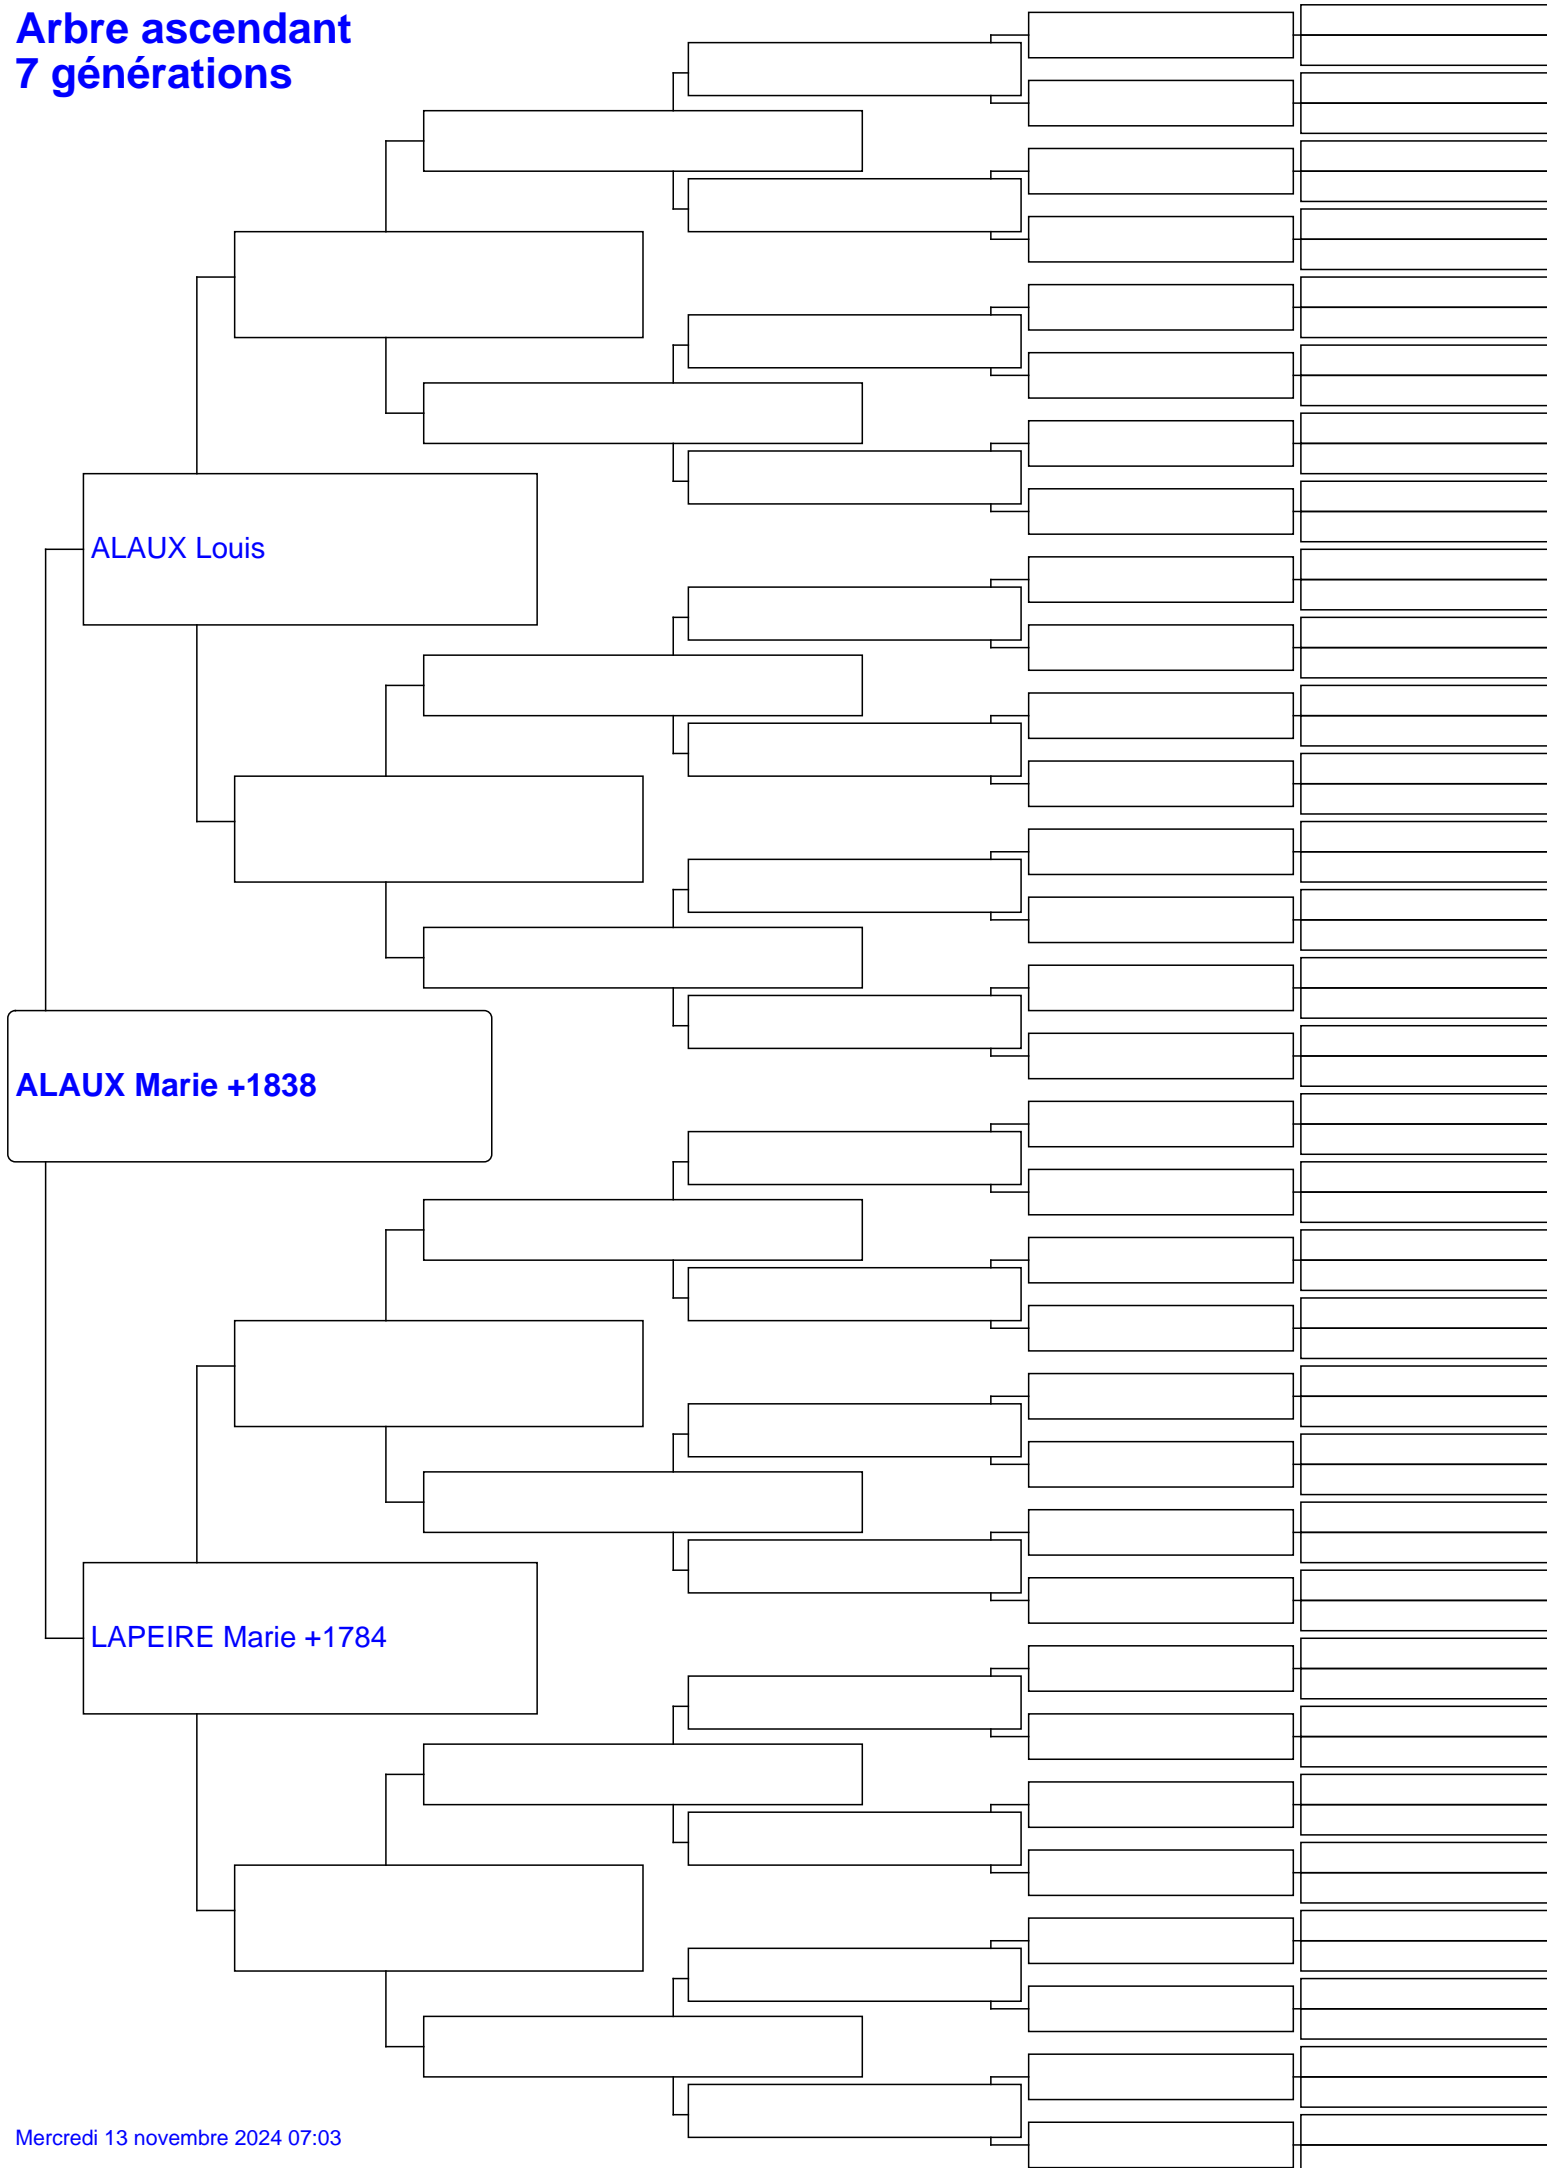 Arbre ascendant
7 générations
ALAUX Louis
ALAUX Marie +1838
LAPEIRE Marie +1784
Mercredi 13 novembre 2024 07:03